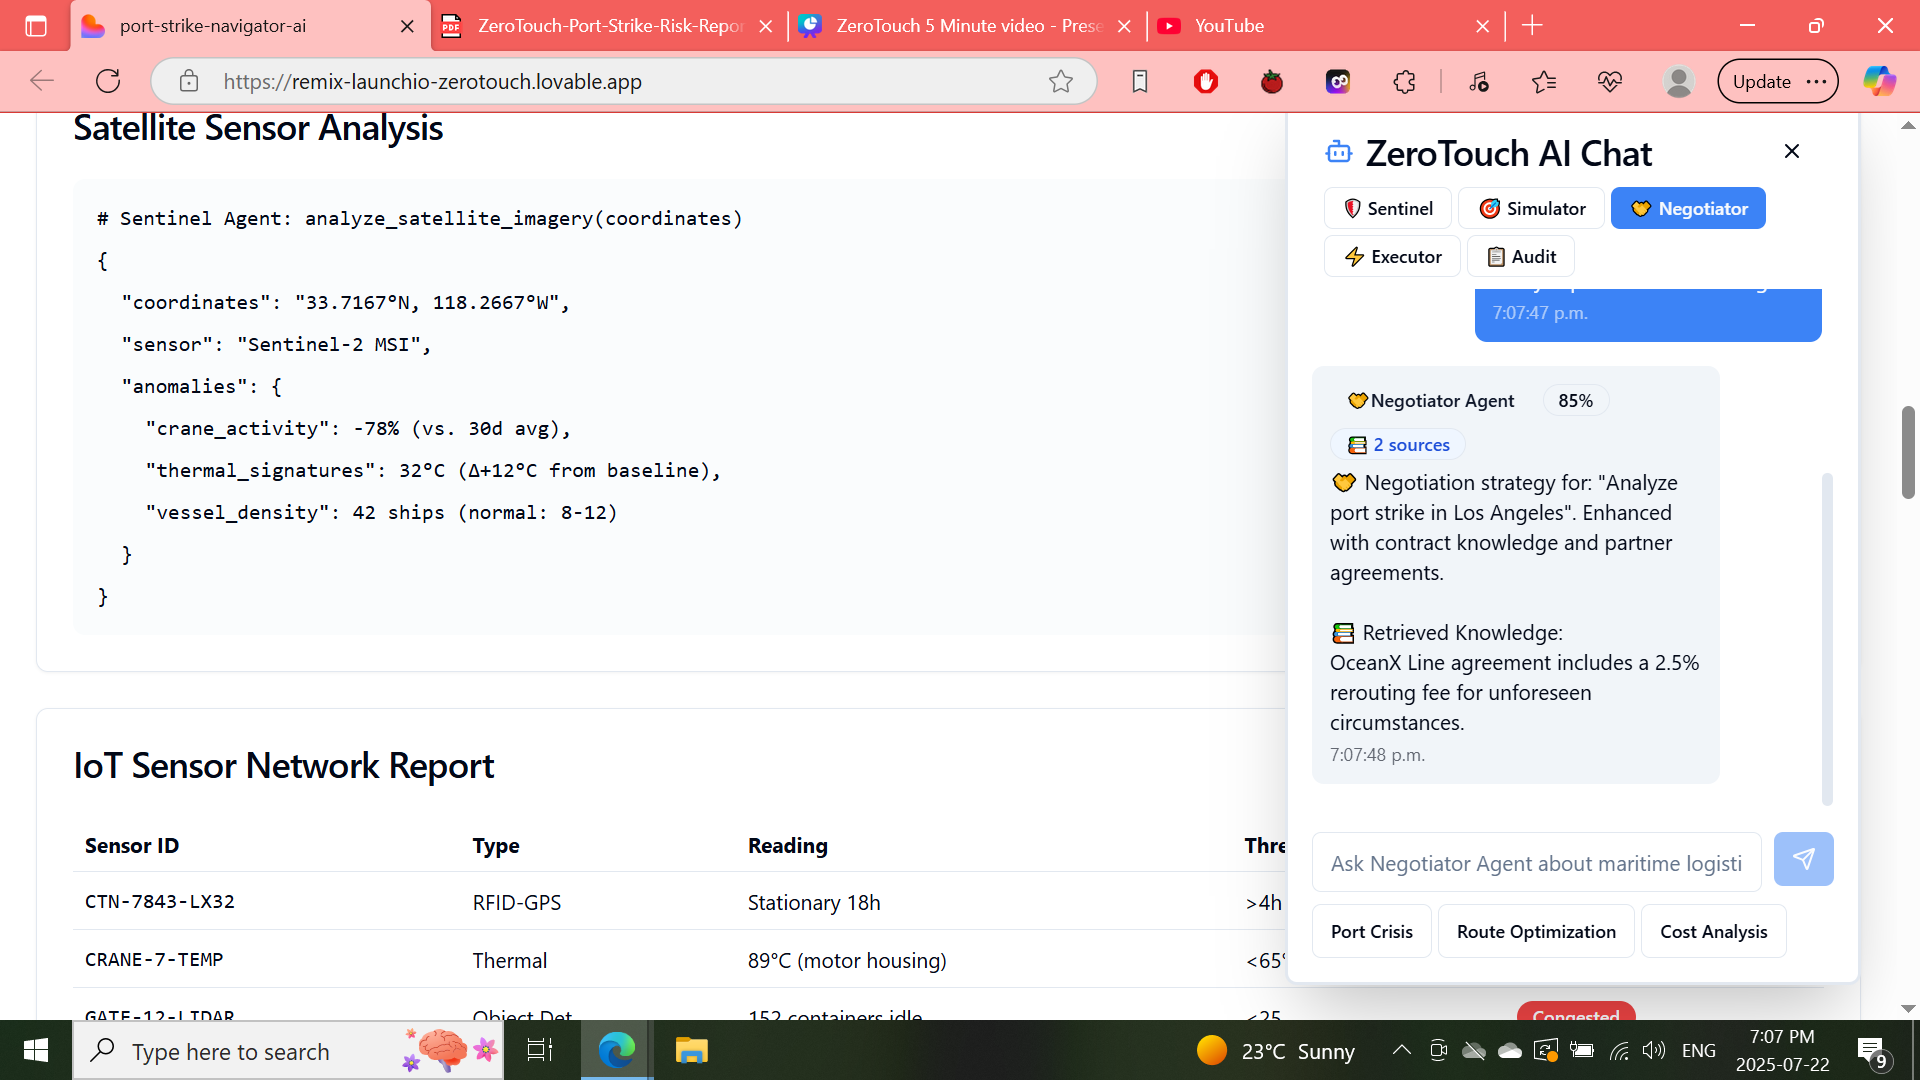 port-strike-navigator-ai
ZeroTouch-Port-Strike-Risk-Repor
ZeroTouch 5 Minute video - Prese
YouTube
https://remix-launchio-zerotouch.lovable.app
Update
Satellite Sensor Analysis
# Sentinel Agent: analyze_satellite_imagery(coordinates)
{
"coordinates": "33.7167°N, 118.2667°W",
"sensor": "Sentinel-2 MSI",
"anomalies": {
"crane_activity": -78% (vs. 30d avg),
"thermal_signatures": 32°C (Δ+12°C from baseline),
"vessel_density": 42 ships (normal: 8-12)
}
}
IoT Sensor Network Report
Sensor ID Type Reading Thre
CTN-7843-LX32 RFID-GPS Stationary 18h >4h
CRANE-7-TEMP Thermal 89°C (motor housing) <65°
GATE-12-LIDAR Object Det 152 containers idle <25 Congested
ZeroTouch AI Chat
Sentinel Simulator Negotiator
Executor Audit
7:07:47 p.m.
Negotiator Agent 85%
2 sources
Negotiation strategy for: "Analyze
port strike in Los Angeles". Enhanced
with contract knowledge and partner
agreements.
Retrieved Knowledge:
OceanX Line agreement includes a 2.5%
rerouting fee for unforeseen
circumstances.
7:07:48 p.m.
Ask Negotiator Agent about maritime logisti
Port Crisis Route Optimization Cost Analysis
Type here to search
23°C Sunny
ENG
7:07 PM
2025-07-22
9